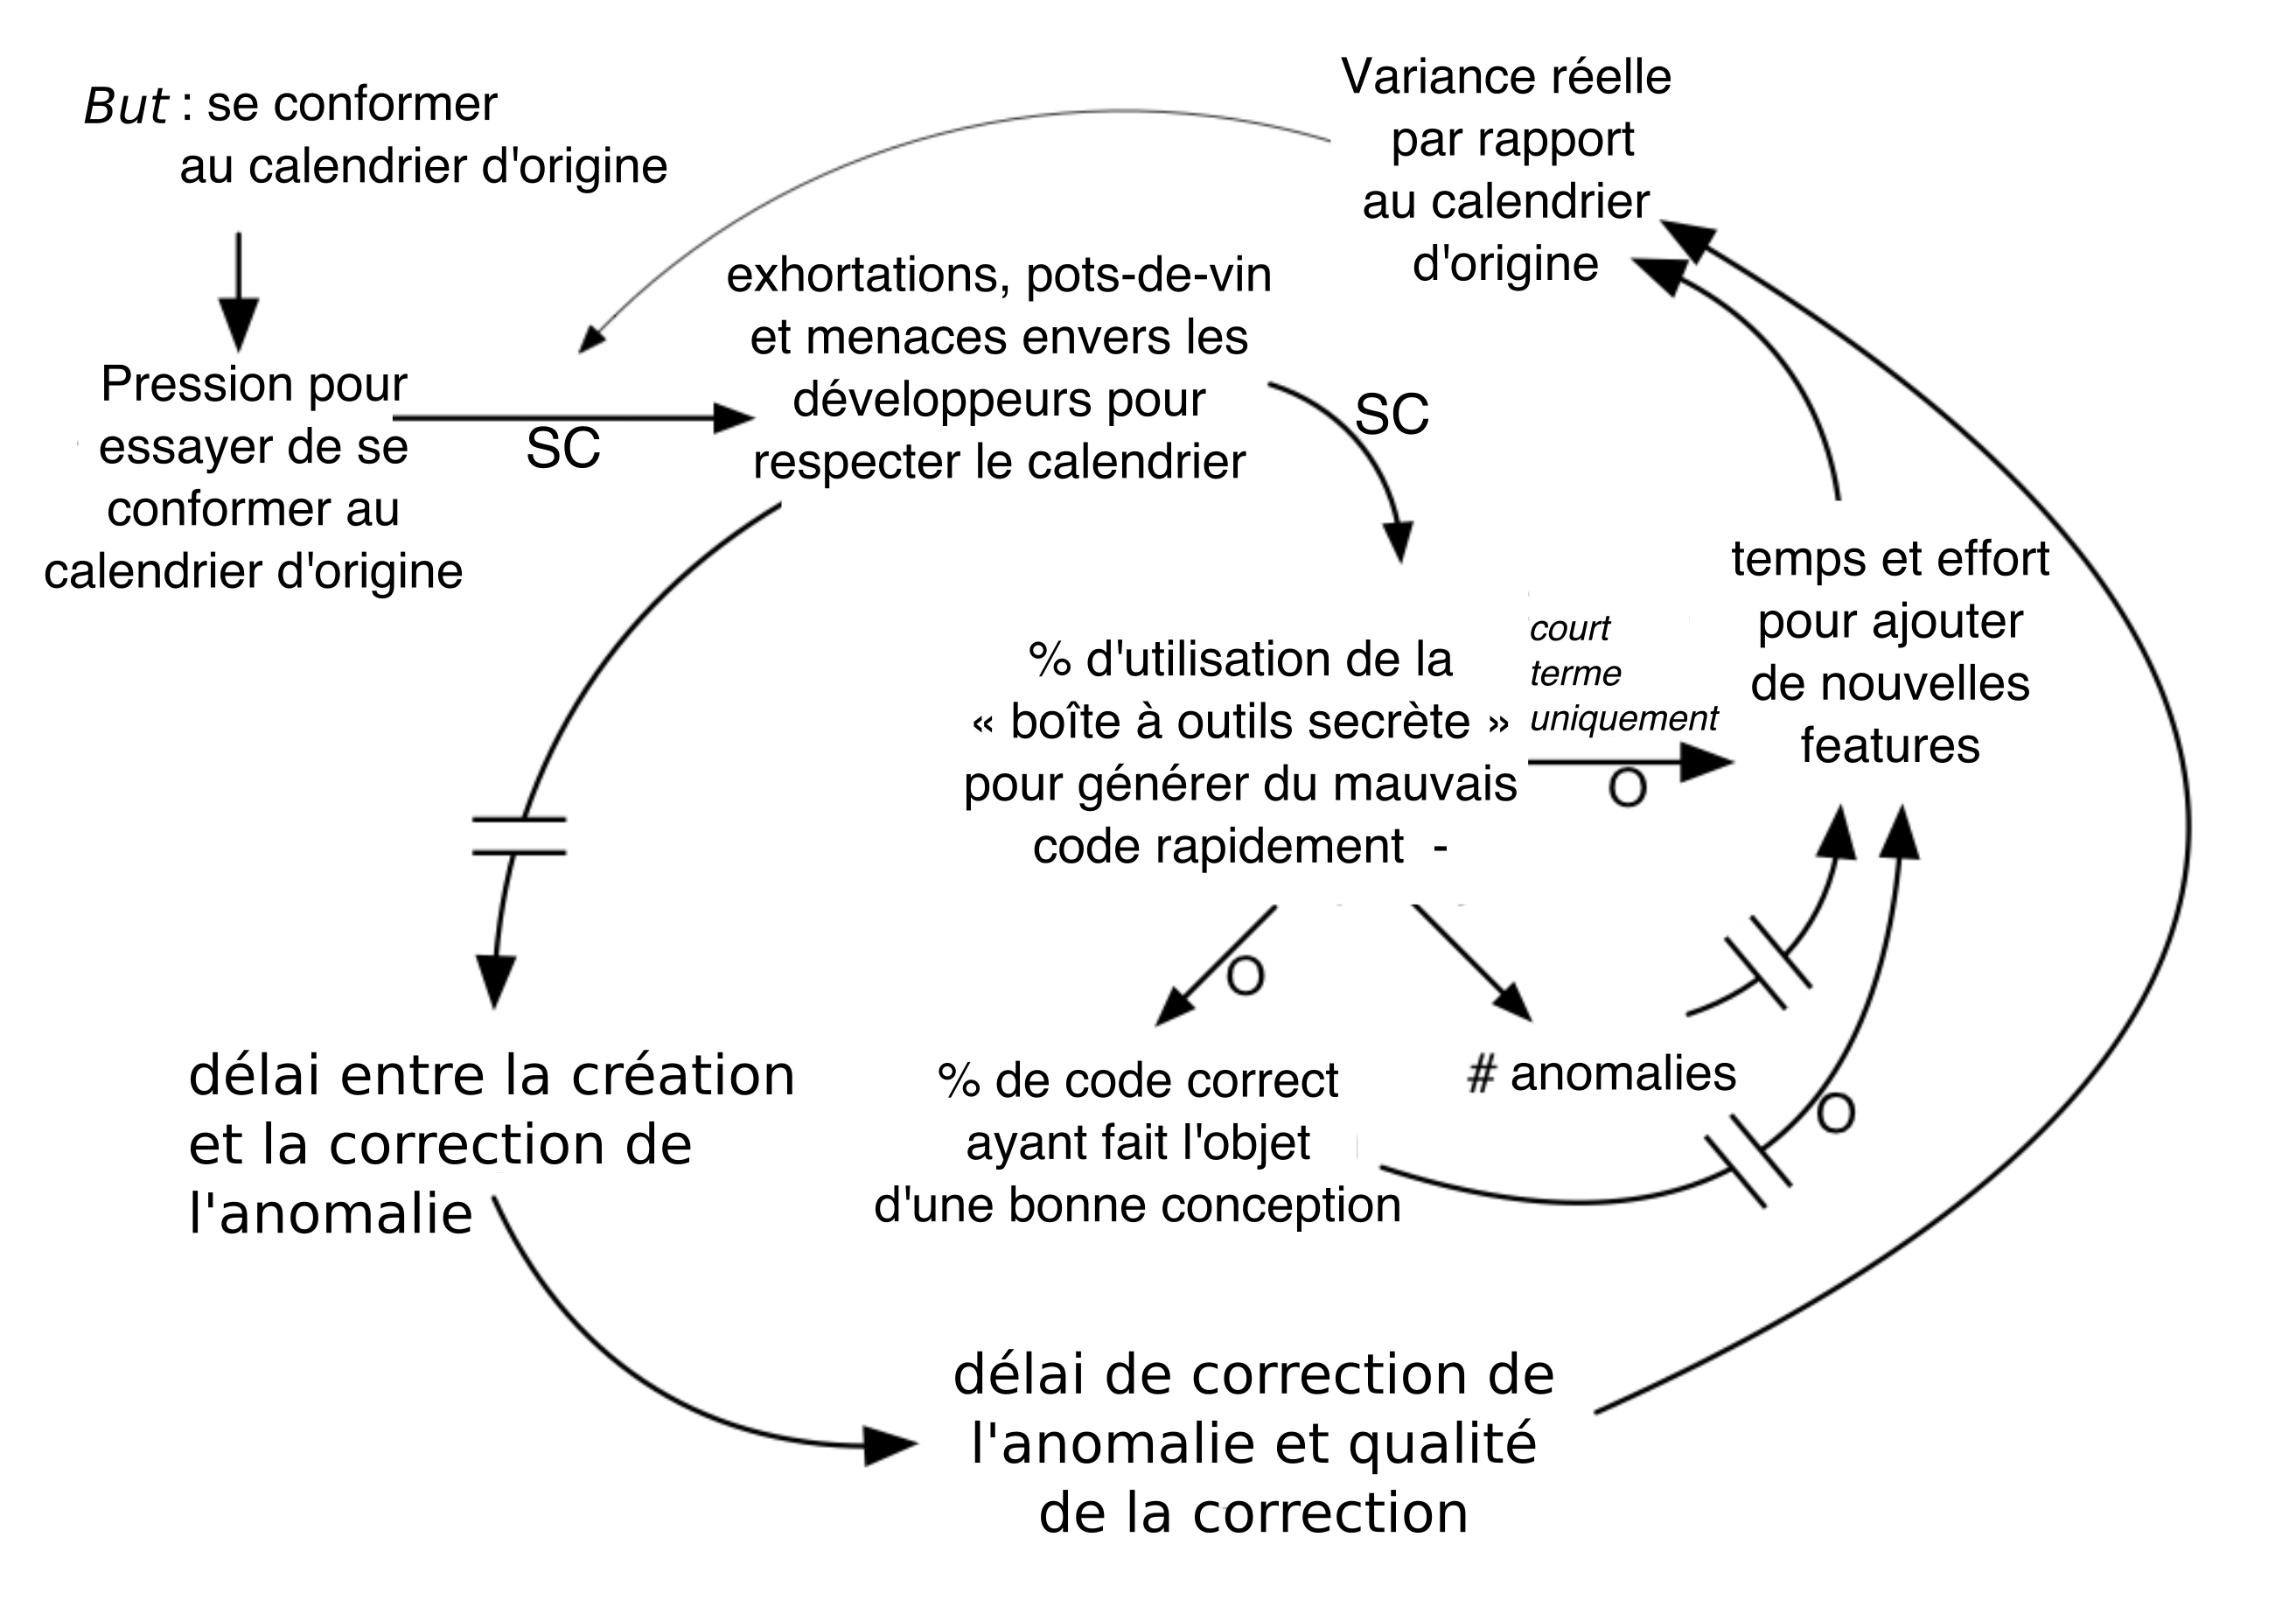 But : se conformer
au calendrier d'origine
Variance réelle
par rapport
au calendrier
d'origine
exhortations, pots-de-vin
et menaces envers les
développeurs pour
respecter le calendrier
Pression pour
essayer de se
conformer au
calendrier d'origine
SC
SC
temps et effort
pour ajouter
de nouvelles
features
court
terme
uniquement
O
% d'utilisation de la
« boîte à outils secrète »
pour générer du mauvais
code rapidement -
O
délai entre la création
et la correction de
l'anomalie
% de code correct
ayant fait l'objet
d'une bonne conception
# anomalies
O
délai de correction de
l'anomalie et qualité
de la correction